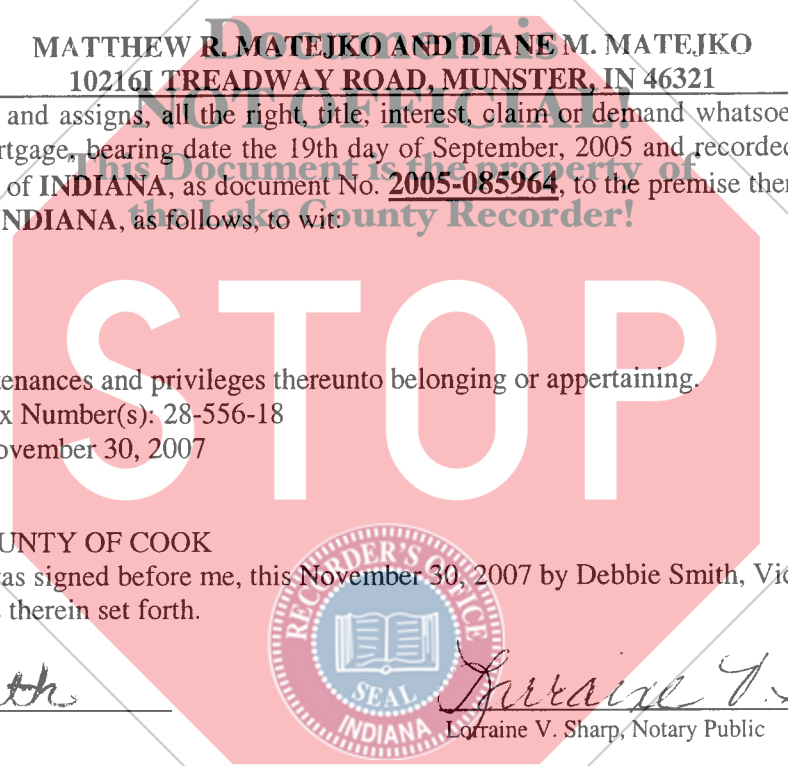 Document is
MATTHEW R. MATEJKO AND DIANE M. MATEJKO
NOT OFFICIAL!
10216I TREADWAY ROAD, MUNSTER, IN 46321
and assigns, all the right, title, interest, claim or demand whatsoe
rtgage, bearing date the 19th day of September, 2005 and recorded
This Document is the property of
of INDIANA, as document No. 2005-085964, to the premise ther
the Lake County Recorder!
NDIANA, as follows, to wit:
STOP
tenances and privileges thereunto belonging or appertaining.
x Number(s): 28-556-18
ovember 30, 2007
UNTY OF COOK
was signed before me, this November 30, 2007 by Debbie Smith, Vic
s therein set forth.
RECORDER'S OFFICE
SEAL
INDIANA
th
Lorraine V. S
Lorraine V. Sharp, Notary Public